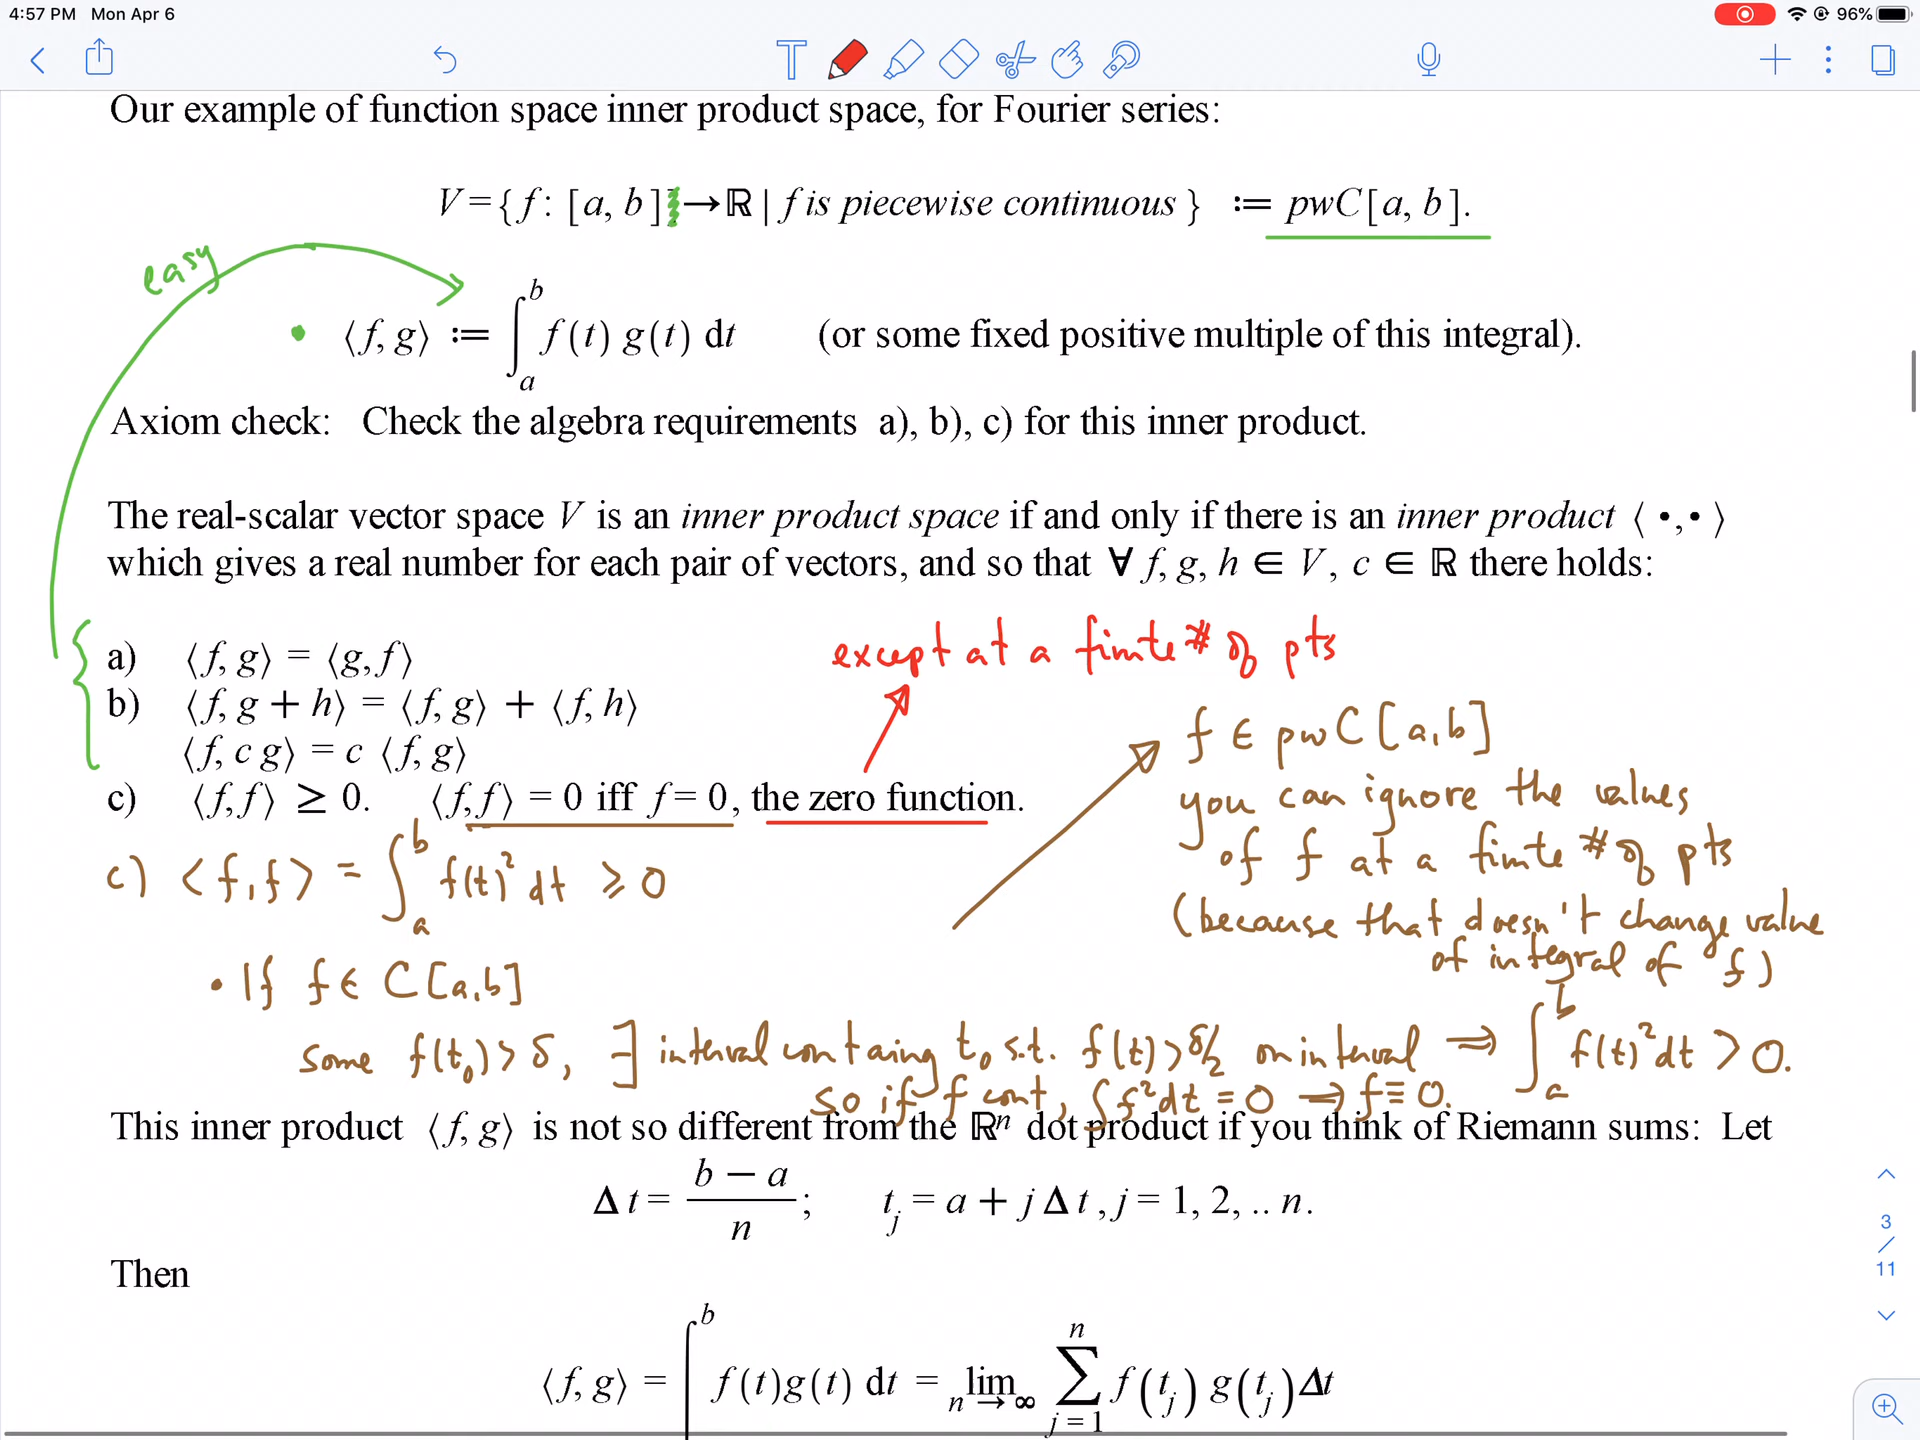 4:57 PM Mon Apr 6
96%
Our example of function space inner product space, for Fourier series:
V = { f : [a, b] → ℝ | f is piecewise continuous } := pwC[a, b].
easy
• ⟨f, g⟩ := ∫_a^b f(t) g(t) dt (or some fixed positive multiple of this integral).
Axiom check: Check the algebra requirements a), b), c) for this inner product.
The real-scalar vector space V is an inner product space if and only if there is an inner product ⟨ •,• ⟩
which gives a real number for each pair of vectors, and so that ∀ f, g, h ∈ V, c ∈ ℝ there holds:
except at a finite # of pts
a) ⟨f, g⟩ = ⟨g, f⟩
b) ⟨f, g + h⟩ = ⟨f, g⟩ + ⟨f, h⟩
⟨f, c g⟩ = c ⟨f, g⟩
c) ⟨f, f⟩ ≥ 0. ⟨f, f⟩ = 0 iff f = 0, the zero function.
f ∈ pwC[a,b]
you can ignore the values
of f at a finite # of pts
(because that doesn't change value
of integral of f)
c) <f,f> = ∫_a^b f(t)² dt ≥ 0
• If f ∈ C[a,b]
some f(t₀) > δ, ∃ interval containg t₀ s.t. f(t) > δ/2 on interval ⟹ ∫_a^b f(t)² dt > 0.
so if f cont, ∫f² dt = 0 ⟹ f ≡ 0.
This inner product ⟨f, g⟩ is not so different from the ℝⁿ dot product if you think of Riemann sums: Let
Δt = (b − a)/n ; t_j = a + j Δt , j = 1, 2, .. n.
Then
⟨f, g⟩ = ∫^b f(t)g(t) dt = lim_{n → ∞} ∑_{j = 1}^n f(t_j) g(t_j)Δt
3
/
11